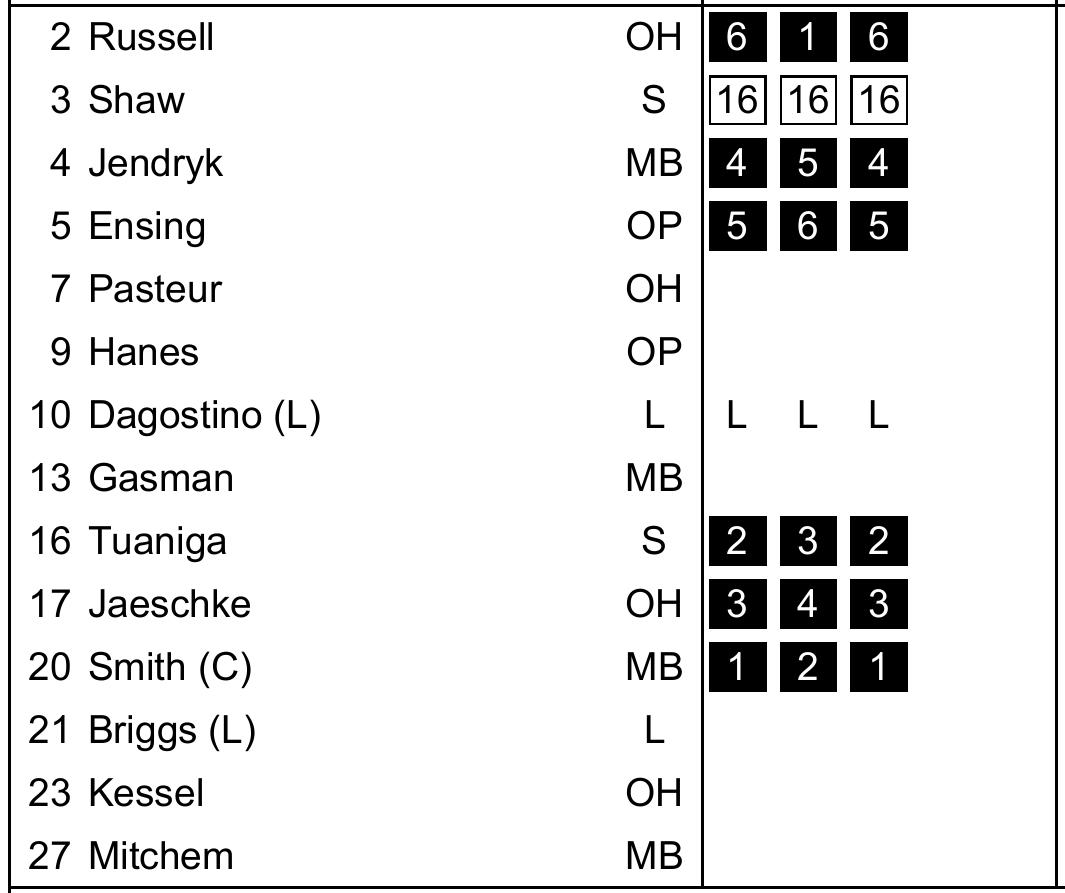 2 Russell OH 6 1 6
3 Shaw S 16 16 16
4 Jendryk MB 4 5 4
5 Ensing OP 5 6 5
7 Pasteur OH
9 Hanes OP
10 Dagostino (L) L L L L
13 Gasman MB
16 Tuaniga S 2 3 2
17 Jaeschke OH 3 4 3
20 Smith (C) MB 1 2 1
21 Briggs (L) L
23 Kessel OH
27 Mitchem MB